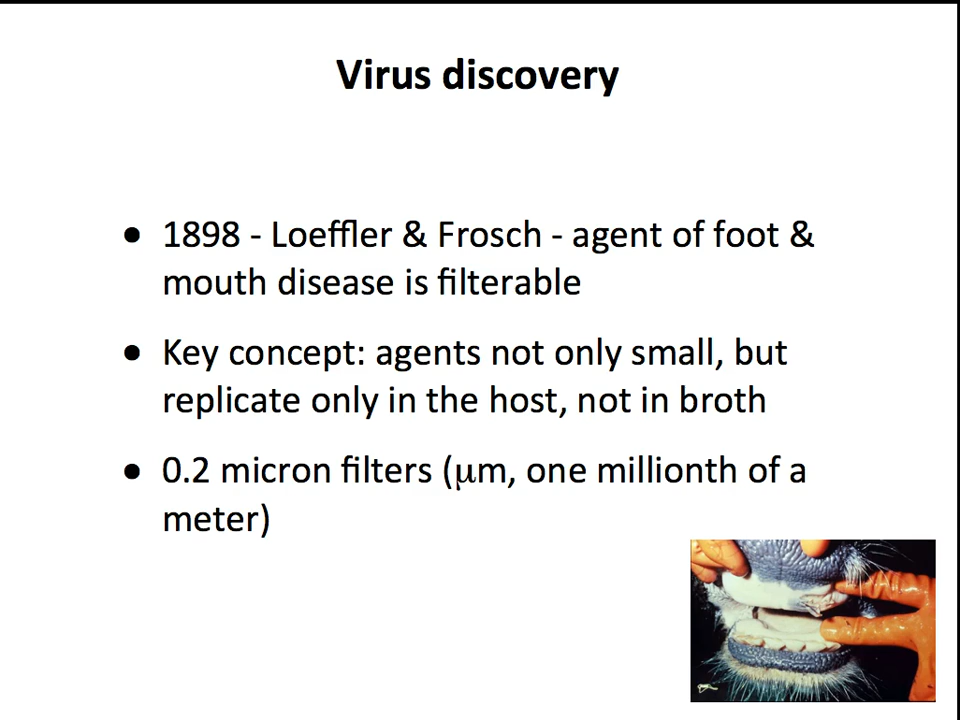 Virus discovery
● 1898 - Loeffler & Frosch - agent of foot &
mouth disease is filterable
● Key concept: agents not only small, but
replicate only in the host, not in broth
● 0.2 micron filters (μm, one millionth of a
meter)